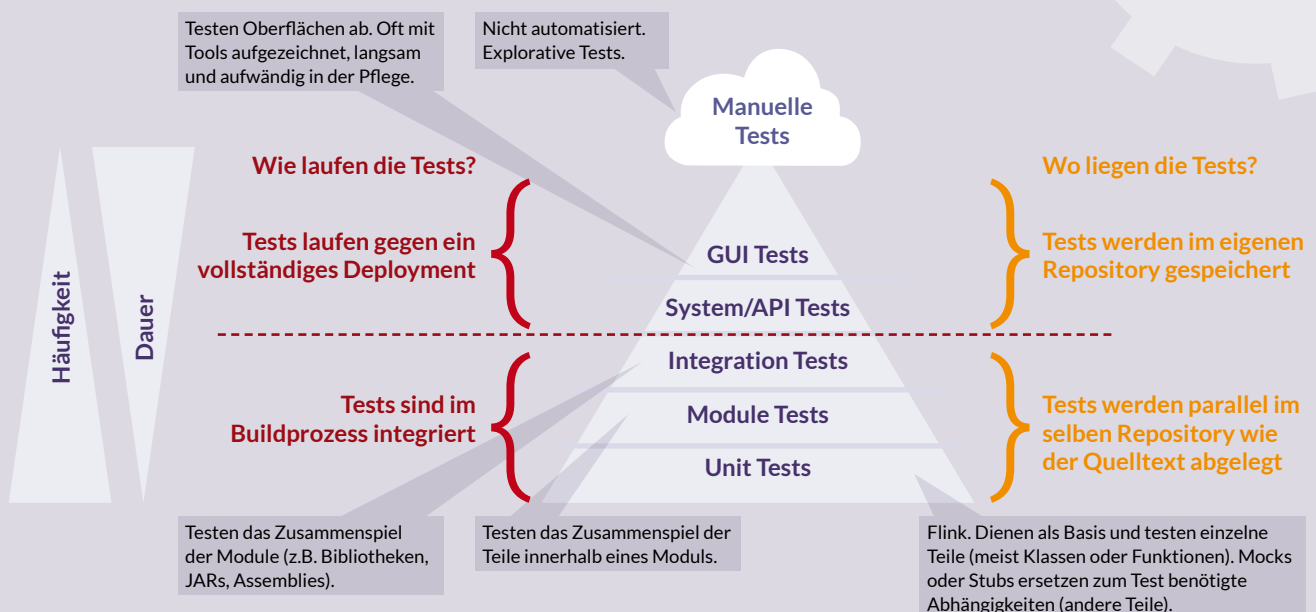 Testen Oberflächen ab. Oft mit
Tools aufgezeichnet, langsam
und aufwändig in der Pflege.
Nicht automatisiert.
Explorative Tests.
Manuelle
Tests
Wie laufen die Tests?
Wo liegen die Tests?
Tests laufen gegen ein
vollständiges Deployment
GUI Tests
System/API Tests
Tests werden im eigenen
Repository gespeichert
Häufigkeit
Dauer
Tests sind im
Buildprozess integriert
Integration Tests
Module Tests
Unit Tests
Tests werden parallel im
selben Repository wie
der Quelltext abgelegt
Testen das Zusammenspiel
der Module (z.B. Bibliotheken,
JARs, Assemblies).
Testen das Zusammenspiel der
Teile innerhalb eines Moduls.
Flink. Dienen als Basis und testen einzelne
Teile (meist Klassen oder Funktionen). Mocks
oder Stubs ersetzen zum Test benötigte
Abhängigkeiten (andere Teile).